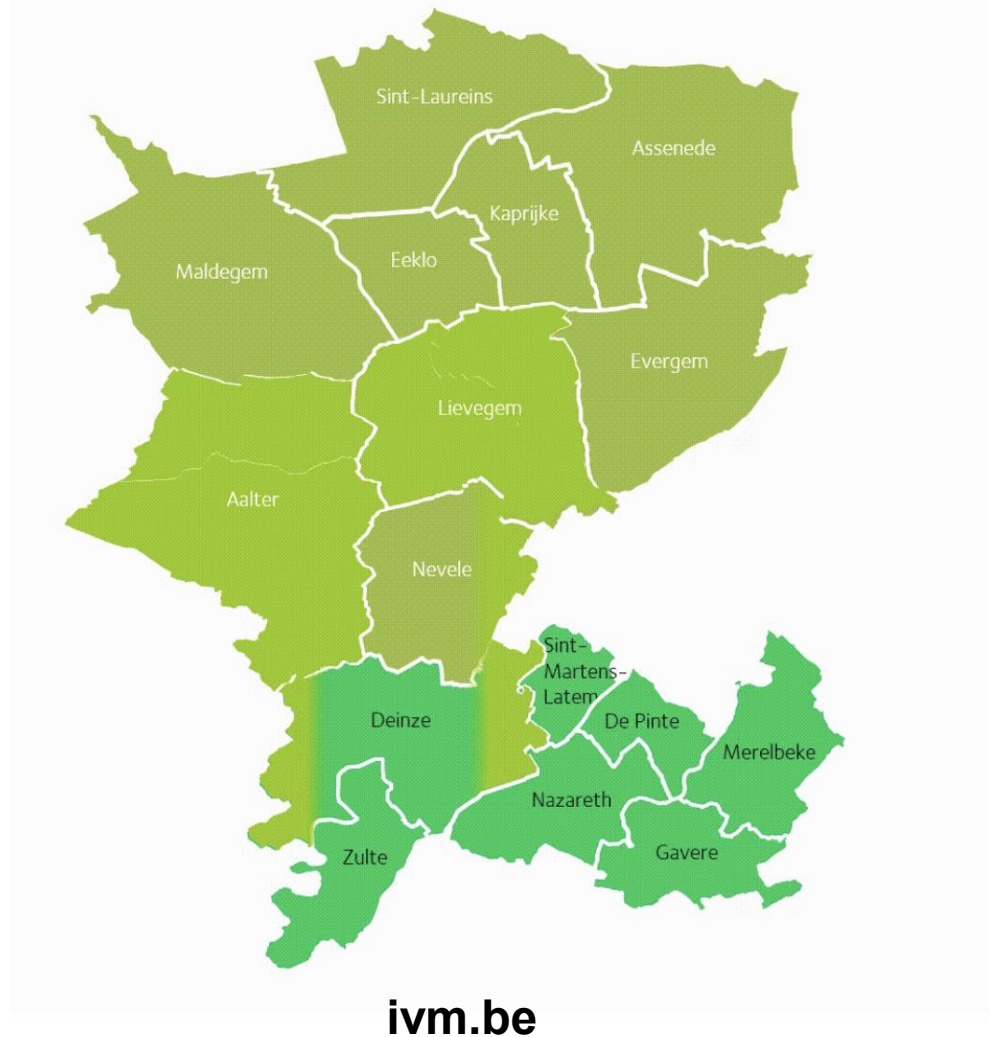 Sint-Laureins
Assenede
Kaprijke
Eeklo
Maldegem
Evergem
Lievegem
Aalter
Nevele
Sint-
Martens-
Latem
Deinze
De Pinte
Merelbeke
Nazareth
Gavere
Zulte
ivm.be